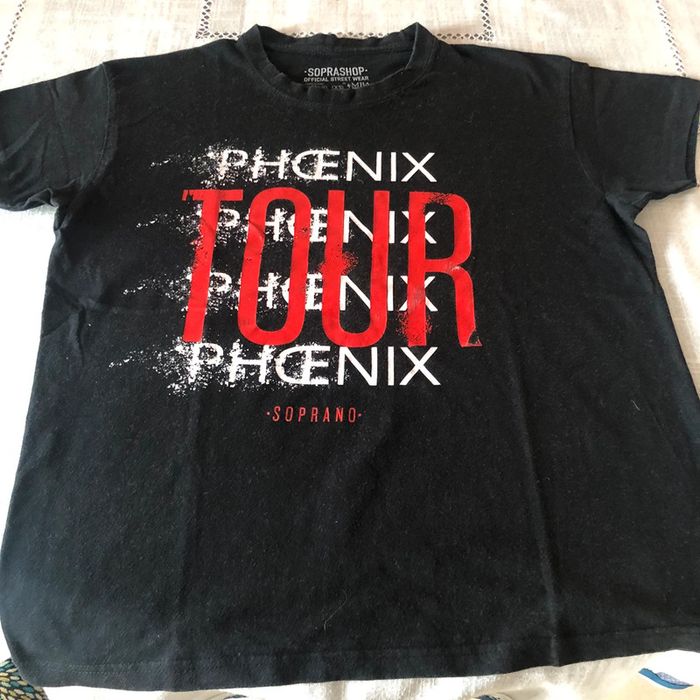 ·SOPRASHOP·
OFFICIAL STREET WEAR
PHŒNIX
TOUR
PHŒNIX
PHŒNIX
PHŒNIX
·SOPRANO·